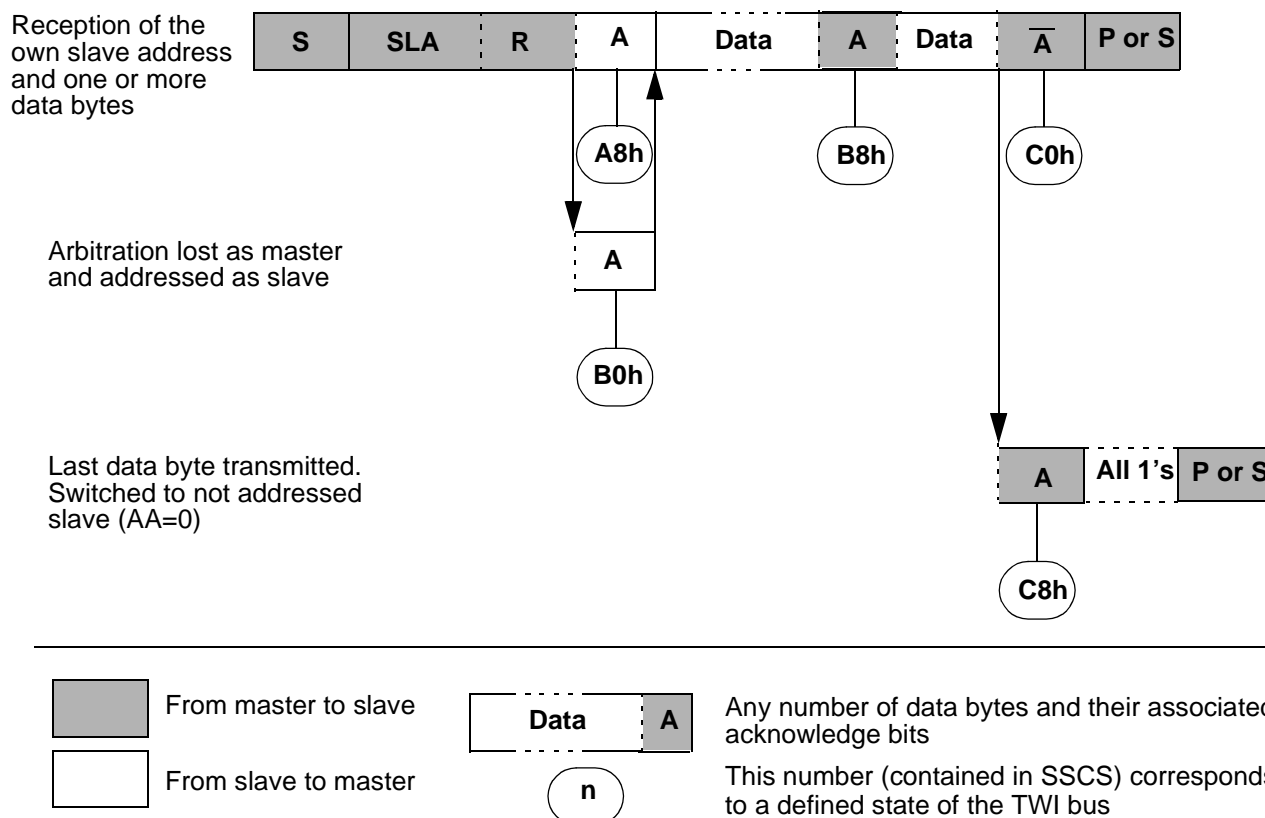 Reception of the
own slave address
and one or more
data bytes
S SLA R A Data A Data A̅ P or S
A8h B8h C0h
Arbitration lost as master
and addressed as slave
A
B0h
Last data byte transmitted.
Switched to not addressed
slave (AA=0)
A All 1’s P or S
C8h
From master to slave
From slave to master
Data A
n
Any number of data bytes and their associated
acknowledge bits
This number (contained in SSCS) corresponds
to a defined state of the TWI bus